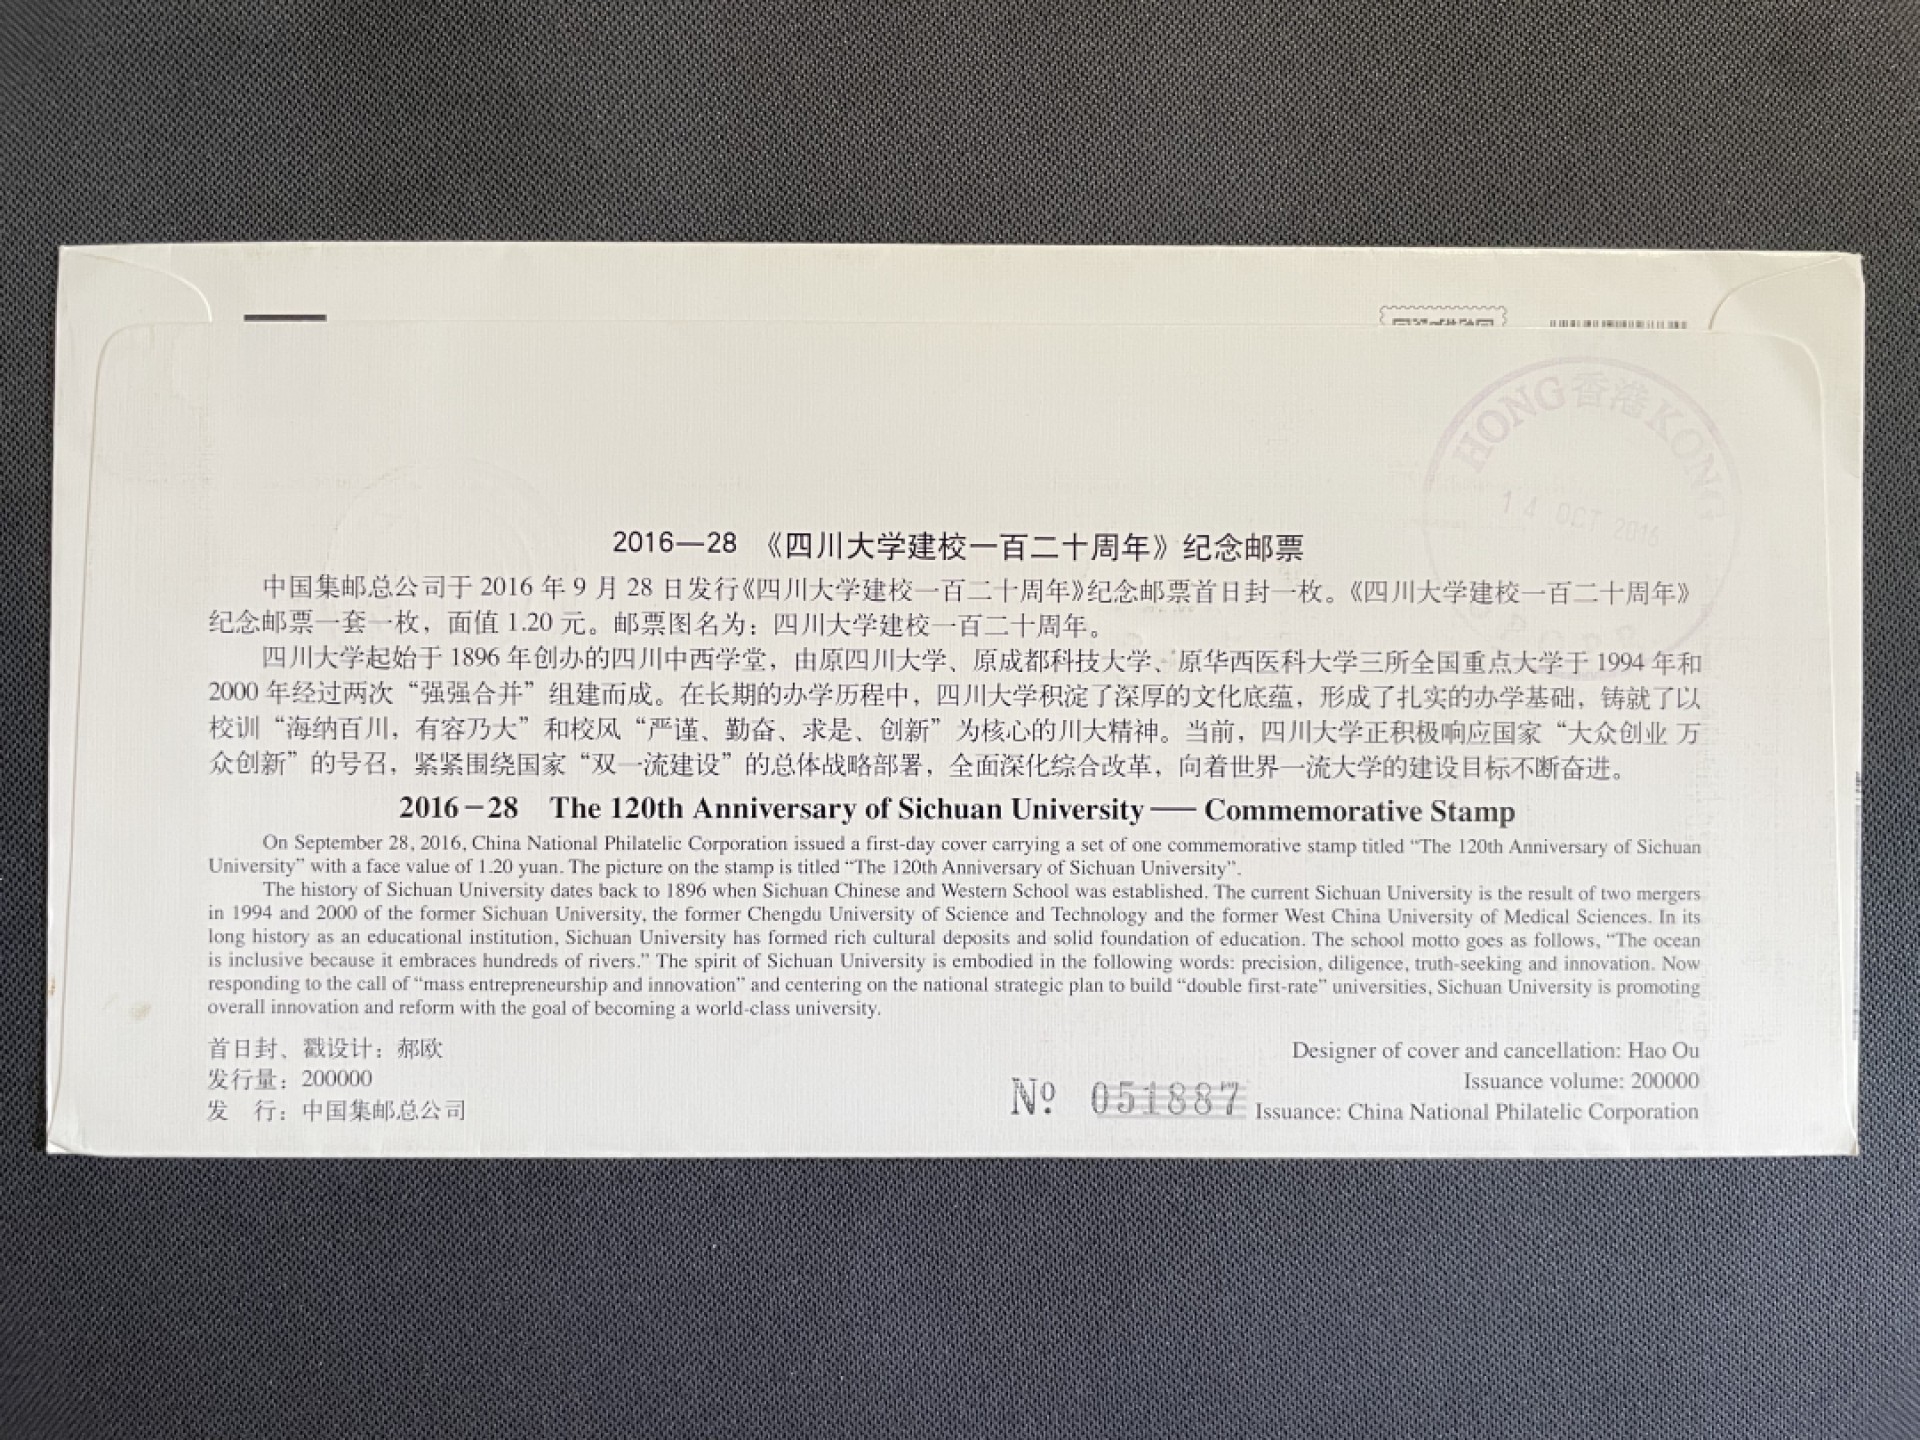 HONG 香港 KONG
14 OCT 2016
2016—28 《四川大学建校一百二十周年》纪念邮票
中国集邮总公司于 2016 年 9 月 28 日发行《四川大学建校一百二十周年》纪念邮票首日封一枚。《四川大学建校一百二十周年》
纪念邮票一套一枚，面值 1.20 元。邮票图名为：四川大学建校一百二十周年。
四川大学起始于 1896 年创办的四川中西学堂，由原四川大学、原成都科技大学、原华西医科大学三所全国重点大学于 1994 年和
2000 年经过两次“强强合并”组建而成。在长期的办学历程中，四川大学积淀了深厚的文化底蕴，形成了扎实的办学基础，铸就了以
校训“海纳百川，有容乃大”和校风“严谨、勤奋、求是、创新”为核心的川大精神。当前，四川大学正积极响应国家“大众创业 万
众创新”的号召，紧紧围绕国家“双一流建设”的总体战略部署，全面深化综合改革，向着世界一流大学的建设目标不断奋进。
2016－28 The 120th Anniversary of Sichuan University —— Commemorative Stamp
On September 28, 2016, China National Philatelic Corporation issued a first-day cover carrying a set of one commemorative stamp titled “The 120th Anniversary of Sichuan
University” with a face value of 1.20 yuan. The picture on the stamp is titled “The 120th Anniversary of Sichuan University”.
The history of Sichuan University dates back to 1896 when Sichuan Chinese and Western School was established. The current Sichuan University is the result of two mergers
in 1994 and 2000 of the former Sichuan University, the former Chengdu University of Science and Technology and the former West China University of Medical Sciences. In its
long history as an educational institution, Sichuan University has formed rich cultural deposits and solid foundation of education. The school motto goes as follows, “The ocean
is inclusive because it embraces hundreds of rivers.” The spirit of Sichuan University is embodied in the following words: precision, diligence, truth-seeking and innovation. Now
responding to the call of “mass entrepreneurship and innovation” and centering on the national strategic plan to build “double first-rate” universities, Sichuan University is promoting
overall innovation and reform with the goal of becoming a world-class university.
首日封、戳设计：郝欧
发行量：200000
发 行：中国集邮总公司
№ 051887
Designer of cover and cancellation: Hao Ou
Issuance volume: 200000
Issuance: China National Philatelic Corporation